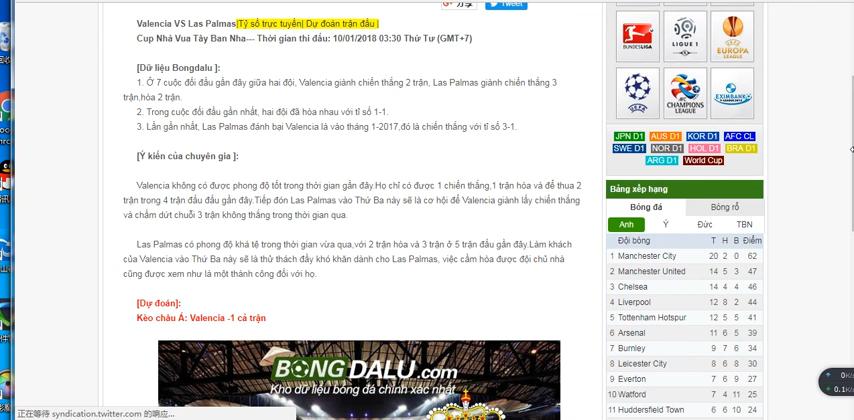 G+ 分享 Tweet
Valencia VS Las Palmas|Tỷ số trực tuyến| Dự đoán trận đấu |
Cup Nhà Vua Tây Ban Nha--- Thời gian thi đấu: 10/01/2018 03:30 Thứ Tư (GMT+7)
[Dữ liệu Bongdalu ]:
1. Ở 7 cuộc đối đầu gần đây giữa hai đội, Valencia giành chiến thắng 2 trận, Las Palmas giành chiến thắng 3
trận,hòa 2 trận.
2. Trong cuộc đối đầu gần nhất, hai đội đã hòa nhau với tỉ số 1-1.
3. Lần gần nhất, Las Palmas đánh bại Valencia là vào tháng 1-2017,đó là chiến thắng với tỉ số 3-1.
[Ý kiến của chuyên gia ]:
Valencia không có được phong độ tốt trong thời gian gần đây.Họ chỉ có được 1 chiến thắng,1 trận hòa và để thua 2
trận trong 4 trận đấu đấu gần đây.Tiếp đón Las Palmas vào Thứ Ba này sẽ là cơ hội để Valencia giành lấy chiến thắng
và chấm dứt chuỗi 3 trận không thắng trong thời gian qua.
Las Palmas có phong độ khá tệ trong thời gian vừa qua,với 2 trận hòa và 3 trận ở 5 trận đấu gần đây.Làm khách
của Valencia vào Thứ Ba này sẽ là thử thách đầy khó khăn dành cho Las Palmas, việc cầm hòa được đội chủ nhà
cũng được xem như là một thành công đối với họ.
[Dự đoán]:
Kèo châu Á: Valencia -1 cả trận
BONGDALU.COM
Kho dữ liệu bóng đá chính xác nhất
正在等待 syndication.twitter.com 的响应...
BUNDESLIGA LIGUE 1 UEFA EUROPA LEAGUE
UEFA AFC CHAMPIONS LEAGUE EXIMBANK
JPN D1 AUS D1 KOR D1 AFC CL
SWE D1 NOR D1 HOL D1 BRA D1
ARG D1 World Cup
Bảng xếp hạng
Bóng đá Bóng rổ
Anh Ý Đức TBN
Đội bóng T H B Điểm
1 Manchester City 20 2 0 62
2 Manchester United 14 5 3 47
3 Chelsea 14 4 4 46
4 Liverpool 12 8 2 44
5 Tottenham Hotspur 12 5 5 41
6 Arsenal 11 6 5 39
7 Burnley 9 7 6 34
8 Leicester City 8 6 8 30
9 Everton 7 6 9 27
10 Watford 7 4 11 25
11 Huddersfield Town 6 6 10 24